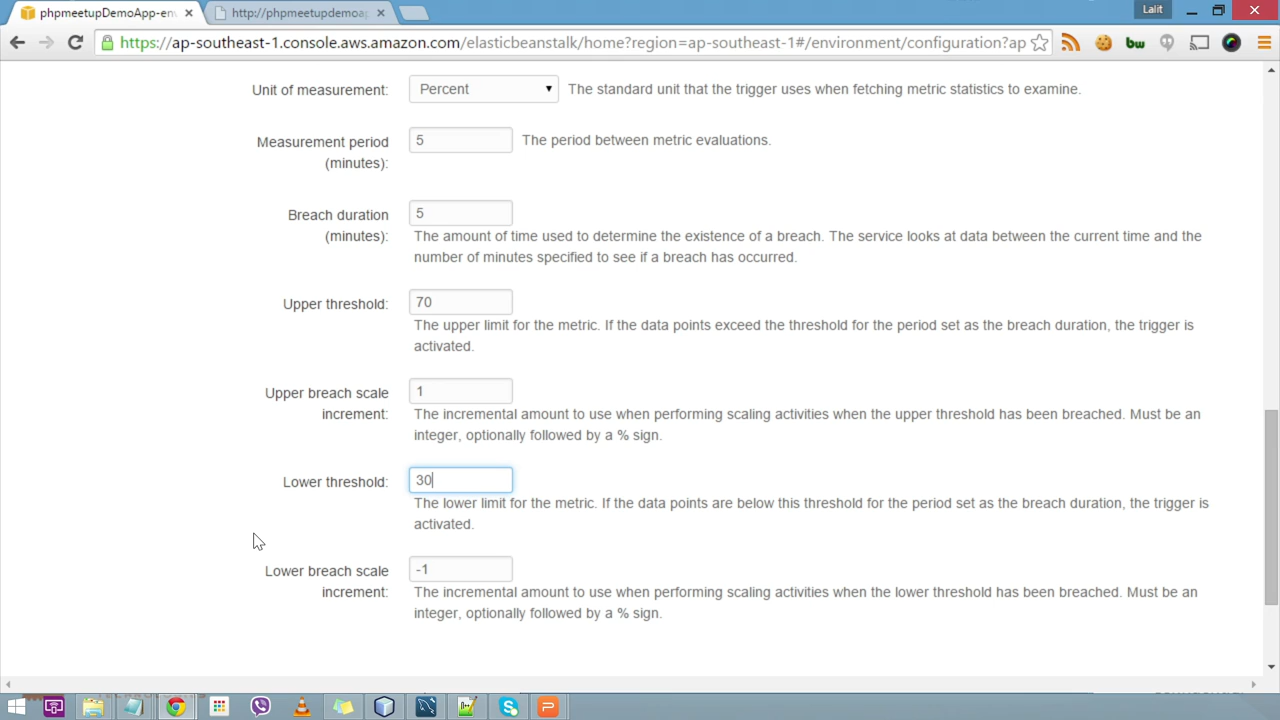 phpmeetupDemoApp-env
http://phpmeetupdemoap
Lalit
https://ap-southeast-1.console.aws.amazon.com/elasticbeanstalk/home?region=ap-southeast-1#/environment/configuration?ap
bw
Unit of measurement: Percent The standard unit that the trigger uses when fetching metric statistics to examine.
Measurement period (minutes): 5 The period between metric evaluations.
Breach duration (minutes): 5
The amount of time used to determine the existence of a breach. The service looks at data between the current time and the
number of minutes specified to see if a breach has occurred.
Upper threshold: 70
The upper limit for the metric. If the data points exceed the threshold for the period set as the breach duration, the trigger is
activated.
Upper breach scale increment: 1
The incremental amount to use when performing scaling activities when the upper threshold has been breached. Must be an
integer, optionally followed by a % sign.
Lower threshold: 30
The lower limit for the metric. If the data points are below this threshold for the period set as the breach duration, the trigger is
activated.
Lower breach scale increment: -1
The incremental amount to use when performing scaling activities when the lower threshold has been breached. Must be an
integer, optionally followed by a % sign.